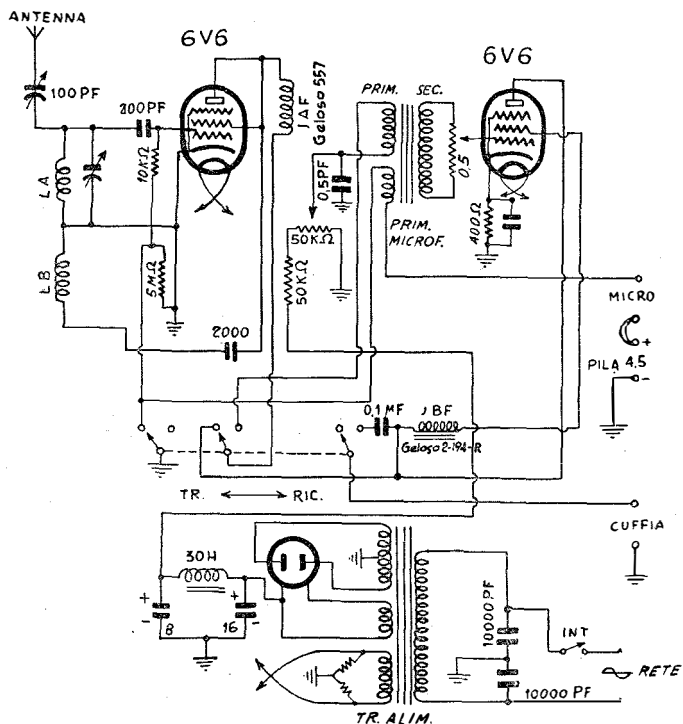 ANTENNA
6V6
6V6
100 PF
200PF
JAF
Geloso 557
PRIM.
SEC.
LA
10KΩ
0,5PF
0,5
400Ω
LB
5MΩ
50KΩ
50KΩ
PRIM.
MICROF.
MICRO
+
PILA 4,5
-
2000
0,1 MF
JBF
Geloso 2-194-R
TR.
RIC.
CUFFIA
30H
+
-
8
+
-
16
10000 PF
INT
RETE
10000 PF
TR. ALIM.